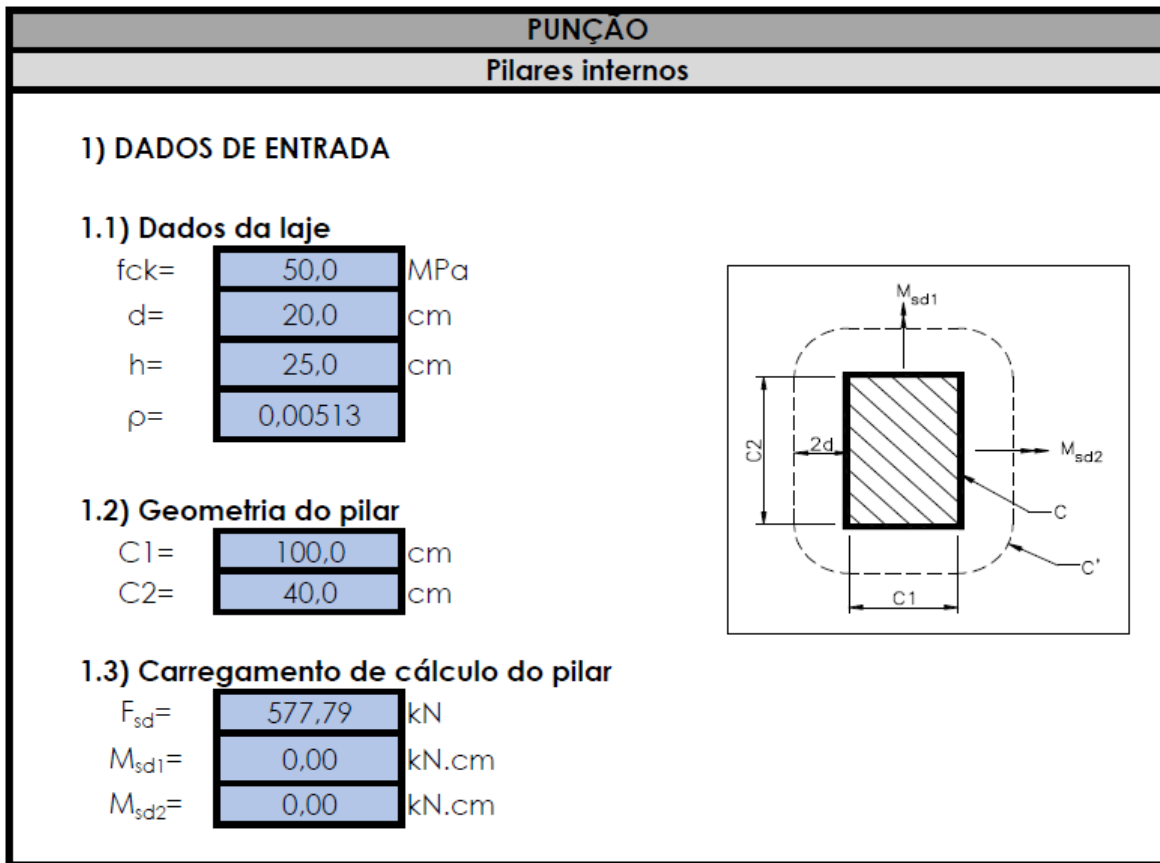 PUNÇÃO
Pilares internos
1) DADOS DE ENTRADA
1.1) Dados da laje
fck= 50,0 MPa
d= 20,0 cm
h= 25,0 cm
ρ= 0,00513
1.2) Geometria do pilar
C1= 100,0 cm
C2= 40,0 cm
1.3) Carregamento de cálculo do pilar
Fsd= 577,79 kN
Msd1= 0,00 kN.cm
Msd2= 0,00 kN.cm
Msd1
C2
2d
Msd2
C
C'
C1